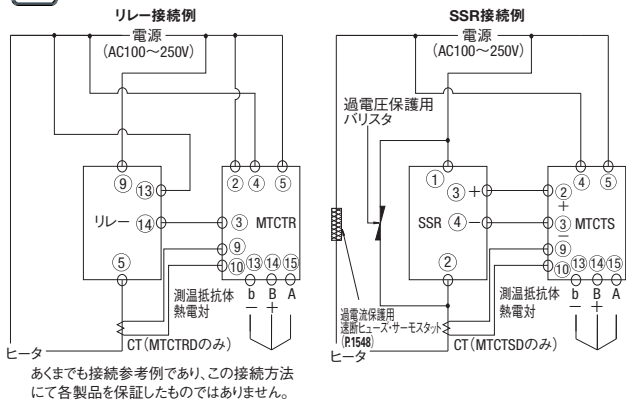 リレー接続例
電源
(AC100～250V)
⑨
⑬
②
④
⑤
リレー
⑭
③
MTCTR
⑤
⑨
⑩
⑬
⑭
⑮
測温抵抗体
熱電対
b
B
A
−
+
CT（MTCTRDのみ）
ヒータ
あくまでも接続参考例であり、この接続方法
にて各製品を保証したものではありません。
SSR接続例
電源
(AC100～250V)
過電圧保護用
バリスタ
①
③
+
④
⑤
②
+
SSR
④
−
③
−
MTCTS
②
⑨
⑩
⑬
⑭
⑮
測温抵抗体
熱電対
b
B
A
−
+
過電流保護用
速断ヒューズ・サーモスタット
(P.1548)
CT（MTCTSDのみ）
ヒータ